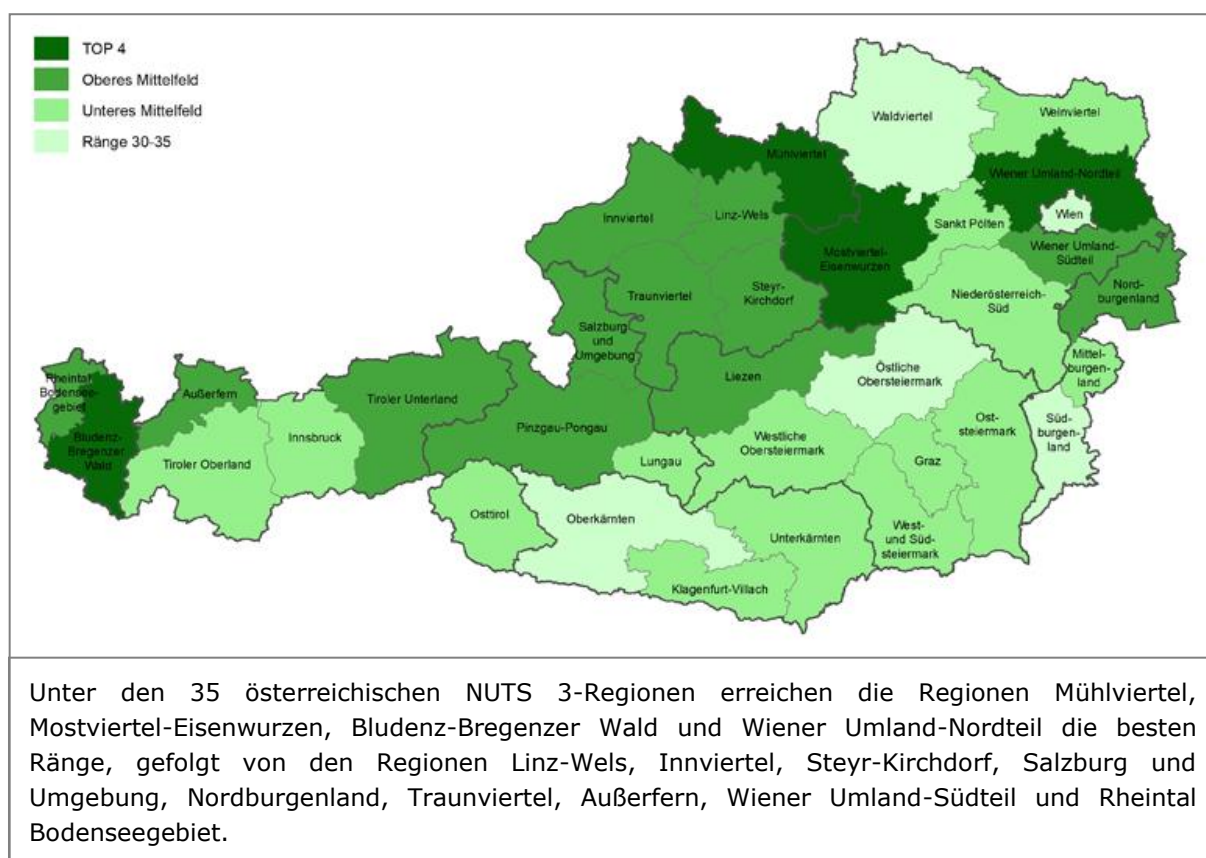 TOP 4
Oberes Mittelfeld
Unteres Mittelfeld
Ränge 30-35
Waldviertel
Weinviertel
Mühlviertel
Wiener Umland-Nordteil
Innviertel
Linz-Wels
Wien
Sankt Pölten
Mostviertel-
Eisenwurzen
Wiener Umland-
Südteil
Traunviertel
Steyr-
Kirchdorf
Niederösterreich-
Süd
Nord-
burgenland
Salzburg
und
Umgebung
Rheintal
Bodensee-
gebiet
Außerfern
Tiroler Unterland
Liezen
Östliche
Obersteiermark
Mittel-
burgen-
land
Bludenz-
Bregenzer
Wald
Innsbruck
Pinzgau-Pongau
Ost-
steiermark
Süd-
burgen-
land
Tiroler Oberland
Lungau
Westliche
Obersteiermark
Graz
Osttirol
Oberkärnten
Unterkärnten
West-
und Süd-
steiermark
Klagenfurt-Villach
Unter den 35 österreichischen NUTS 3-Regionen erreichen die Regionen Mühlviertel,
Mostviertel-Eisenwurzen, Bludenz-Bregenzer Wald und Wiener Umland-Nordteil die besten
Ränge, gefolgt von den Regionen Linz-Wels, Innviertel, Steyr-Kirchdorf, Salzburg und
Umgebung, Nordburgenland, Traunviertel, Außerfern, Wiener Umland-Südteil und Rheintal
Bodenseegebiet.